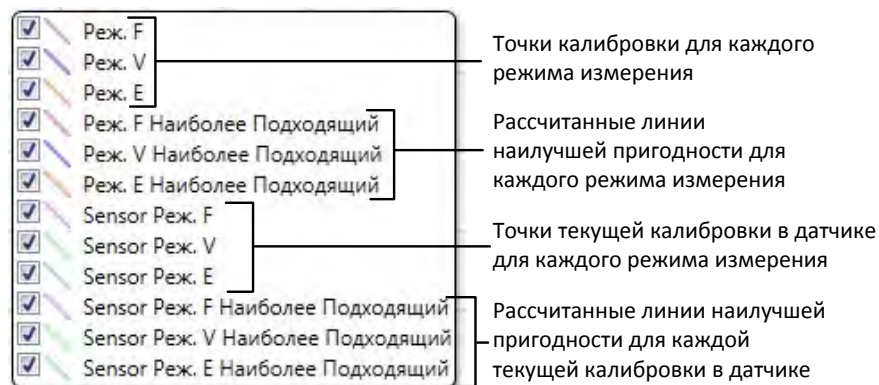 Реж. F
Реж. V
Реж. E
Реж. F Наиболее Подходящий
Реж. V Наиболее Подходящий
Реж. E Наиболее Подходящий
Sensor Реж. F
Sensor Реж. V
Sensor Реж. E
Sensor Реж. F Наиболее Подходящий
Sensor Реж. V Наиболее Подходящий
Sensor Реж. E Наиболее Подходящий
Точки калибровки для каждого
режима измерения
Рассчитанные линии
наилучшей пригодности для
каждого режима измерения
Точки текущей калибровки в датчике
для каждого режима измерения
Рассчитанные линии наилучшей
пригодности для каждой
текущей калибровки в датчике